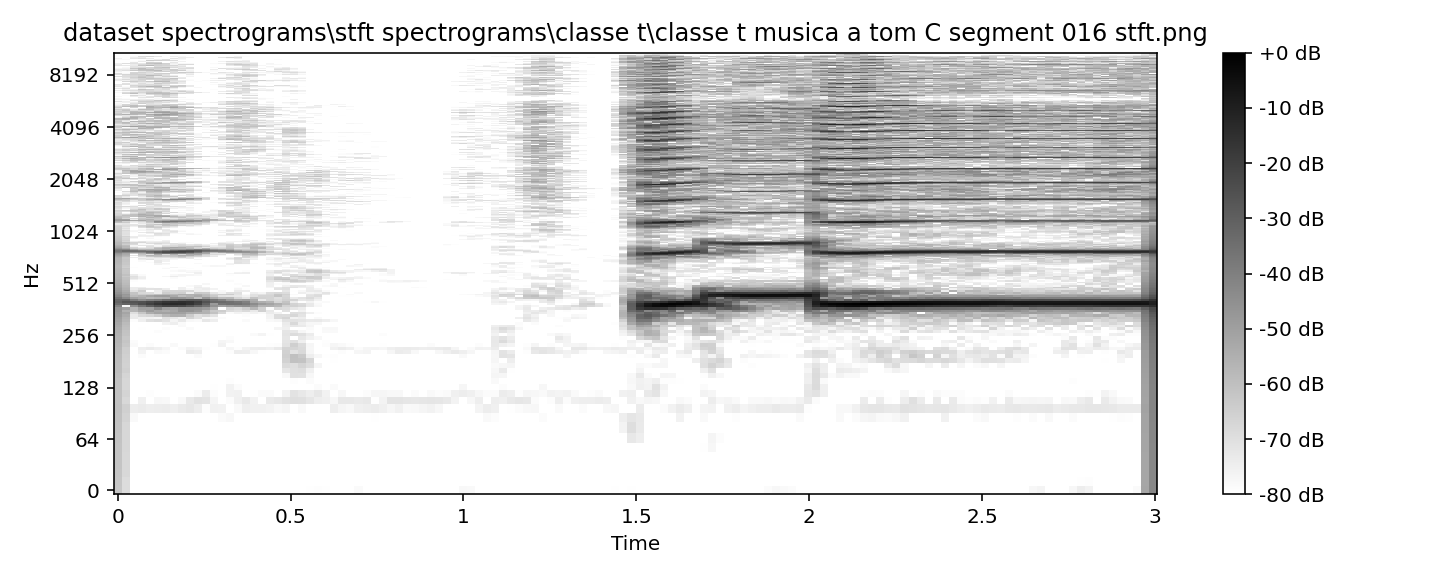 dataset spectrograms\stft spectrograms\classe t\classe t musica a tom C segment 016 stft.png
8192
4096
2048
1024
512
256
128
64
0
Hz
0
0.5
1
1.5
2
2.5
3
Time
+0 dB
-10 dB
-20 dB
-30 dB
-40 dB
-50 dB
-60 dB
-70 dB
-80 dB